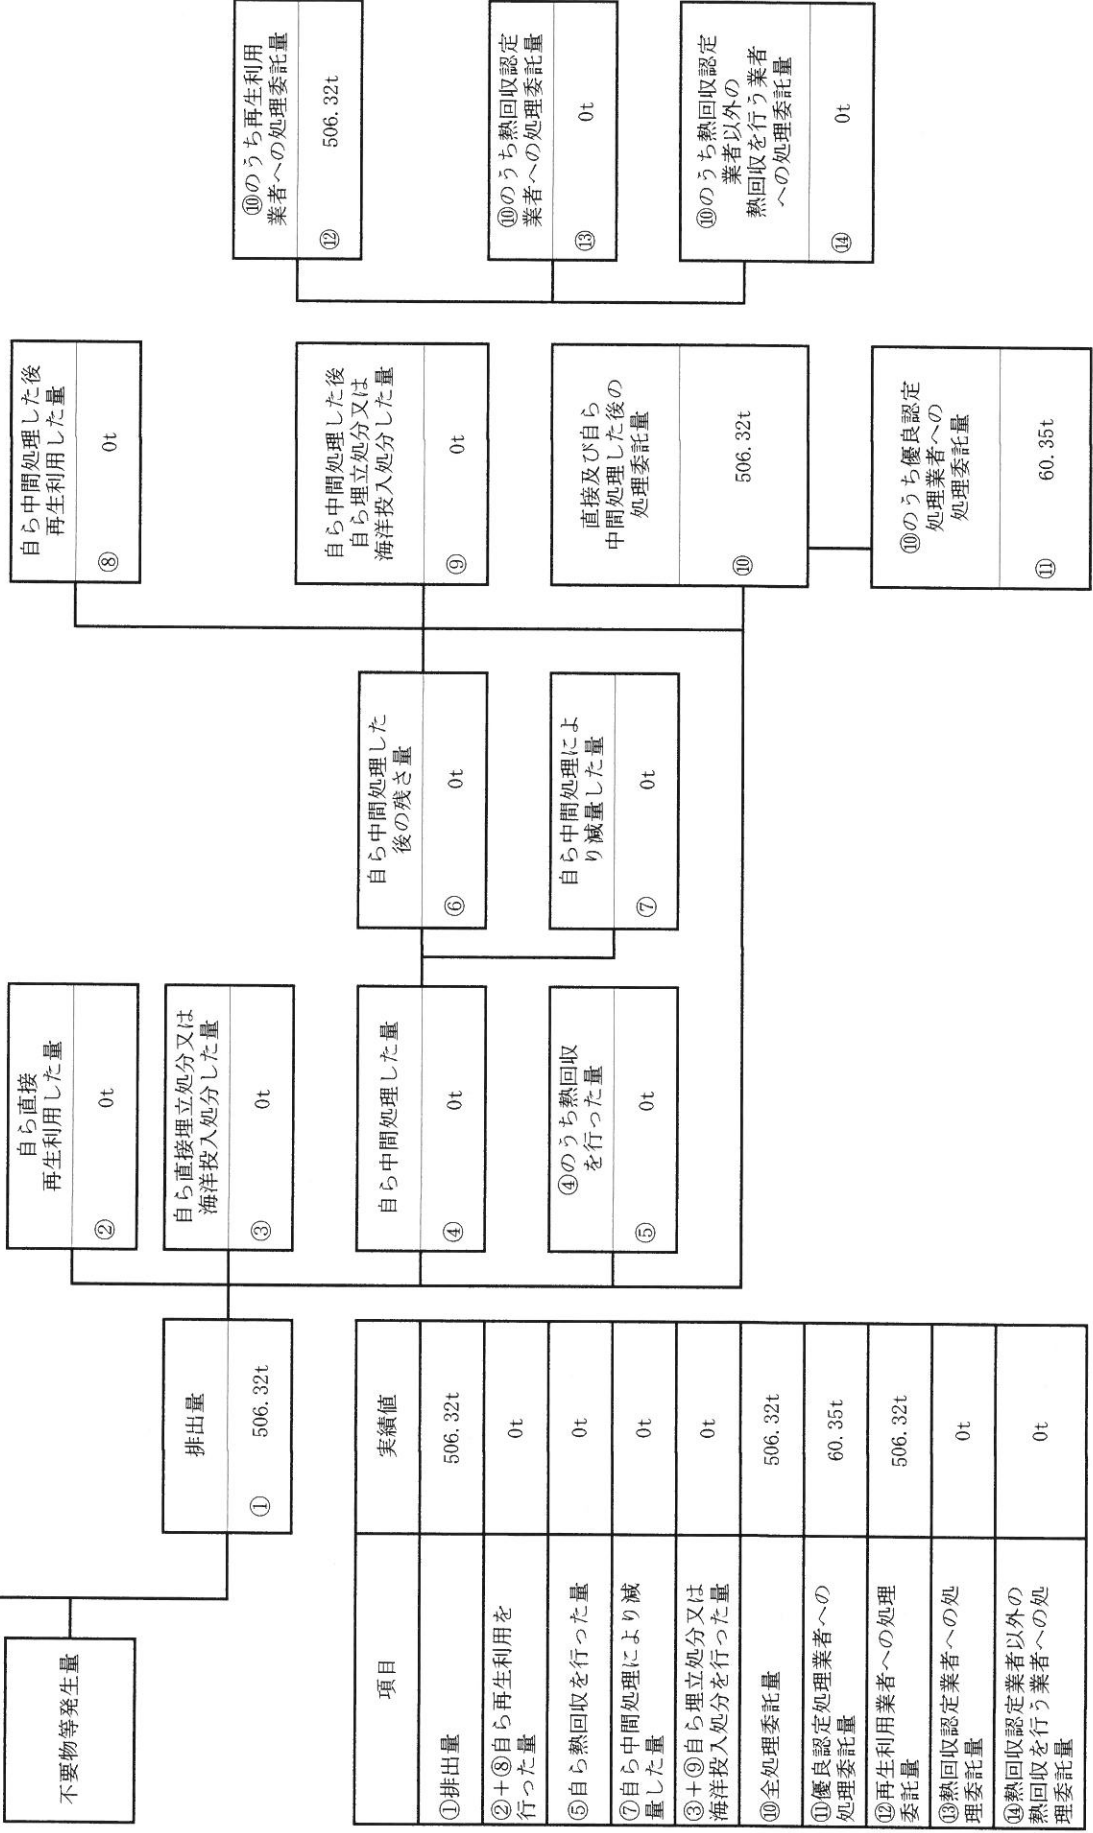 不要物等発生量
排出量
① 506.32t
自ら直接
再生利用した量
② 0t
自ら直接埋立処分又は
海洋投入処分した量
③ 0t
自ら中間処理した量
④ 0t
④のうち熱回収
を行った量
⑤ 0t
自ら中間処理した
後の残さ量
⑥ 0t
自ら中間処理によ
り減量した量
⑦ 0t
自ら中間処理した後
再生利用した量
⑧ 0t
自ら中間処理した後
自ら埋立処分又は
海洋投入処分した量
⑨ 0t
直接及び自ら
中間処理した後の
処理委託量
⑩ 506.32t
⑩のうち優良認定
処理業者への
処理委託量
⑪ 60.35t
⑩のうち再生利用
業者への処理委託量
⑫ 506.32t
⑩のうち熱回収認定
業者への処理委託量
⑬ 0t
⑩のうち熱回収認定
業者以外の
熱回収を行う業者
への処理委託量
⑭ 0t
項目 実績値
①排出量 506.32t
②+⑧自ら再生利用を
行った量 0t
⑤自ら熱回収を行った量 0t
⑦自ら中間処理により減
量した量 0t
③+⑨自ら埋立処分又は
海洋投入処分を行った量 0t
⑩全処理委託量 506.32t
⑪優良認定処理業者への
処理委託量 60.35t
⑫再生利用業者への処理
委託量 506.32t
⑬熱回収認定業者への処
理委託量 0t
⑭熱回収認定業者以外の
熱回収を行う業者への処
理委託量 0t